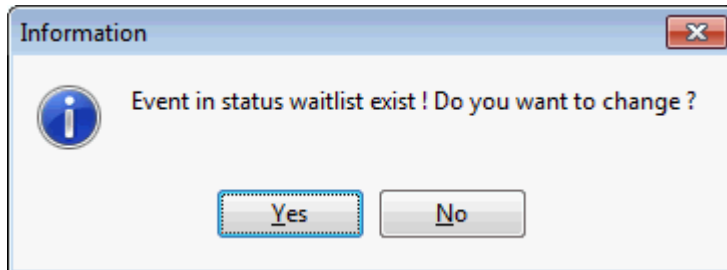 Information
Event in status waitlist exist ! Do you want to change ?
Yes
No